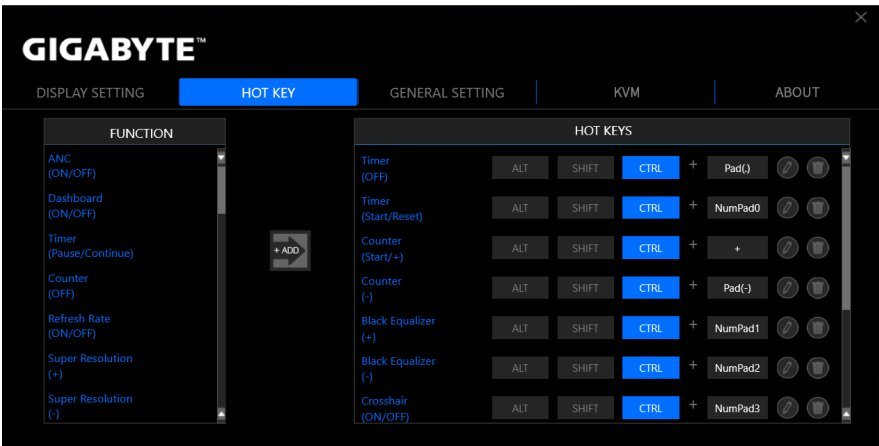 GIGABYTE™
DISPLAY SETTING HOT KEY GENERAL SETTING KVM ABOUT
FUNCTION
ANC
(ON/OFF)
Dashboard
(ON/OFF)
Timer
(Pause/Continue)
Counter
(OFF)
Refresh Rate
(ON/OFF)
Super Resolution
(+)
Super Resolution
(-)
+ ADD
HOT KEYS
Timer
(OFF)
ALT SHIFT CTRL + Pad(.)
Timer
(Start/Reset)
ALT SHIFT CTRL + NumPad0
Counter
(Start/+)
ALT SHIFT CTRL + +
Counter
(-)
ALT SHIFT CTRL + Pad(-)
Black Equalizer
(+)
ALT SHIFT CTRL + NumPad1
Black Equalizer
(-)
ALT SHIFT CTRL + NumPad2
Crosshair
(ON/OFF)
ALT SHIFT CTRL + NumPad3